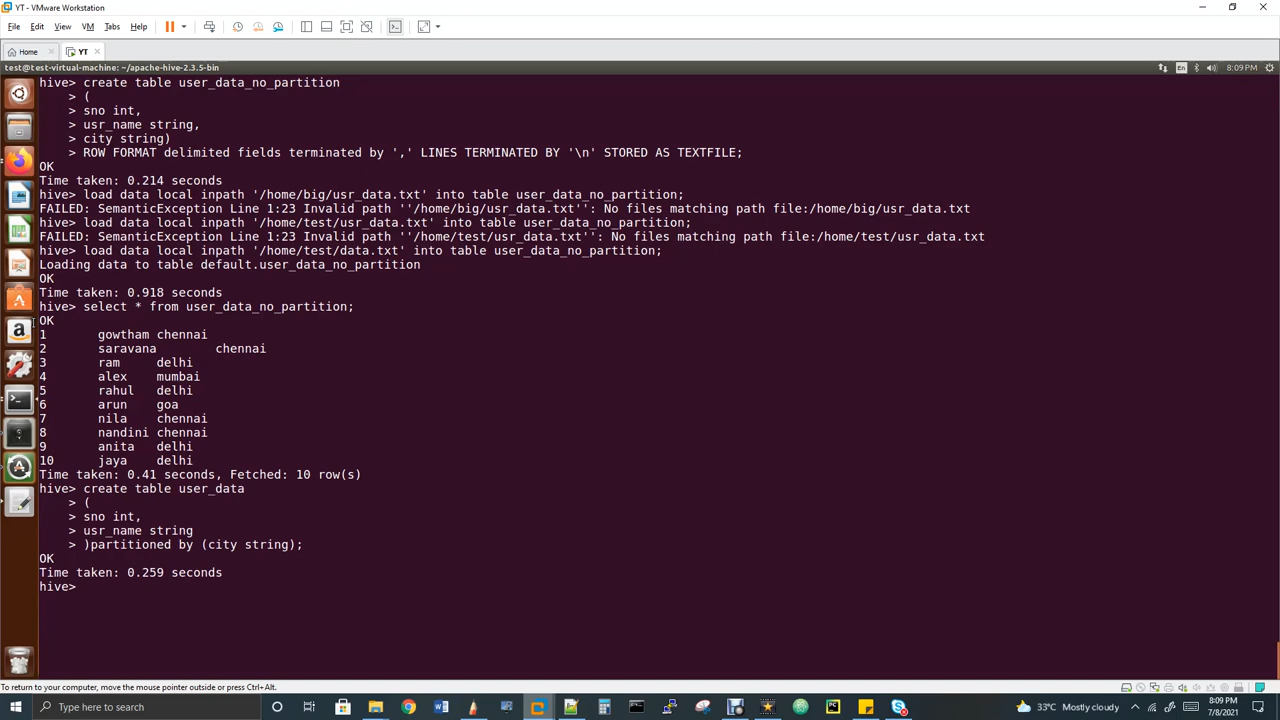 YT - VMware Workstation
File Edit View VM Tabs Help
Home YT
test@test-virtual-machine: ~/apache-hive-2.3.5-bin
En 8:09 PM
hive> create table user_data_no_partition
> (
> sno int,
> usr_name string,
> city string)
> ROW FORMAT delimited fields terminated by ',' LINES TERMINATED BY '\n' STORED AS TEXTFILE;
OK
Time taken: 0.214 seconds
hive> load data local inpath '/home/big/usr_data.txt' into table user_data_no_partition;
FAILED: SemanticException Line 1:23 Invalid path ''/home/big/usr_data.txt'': No files matching path file:/home/big/usr_data.txt
hive> load data local inpath '/home/test/usr_data.txt' into table user_data_no_partition;
FAILED: SemanticException Line 1:23 Invalid path ''/home/test/usr_data.txt'': No files matching path file:/home/test/usr_data.txt
hive> load data local inpath '/home/test/data.txt' into table user_data_no_partition;
Loading data to table default.user_data_no_partition
OK
Time taken: 0.918 seconds
hive> select * from user_data_no_partition;
OK
1 gowtham chennai
2 saravana chennai
3 ram delhi
4 alex mumbai
5 rahul delhi
6 arun goa
7 nila chennai
8 nandini chennai
9 anita delhi
10 jaya delhi
Time taken: 0.41 seconds, Fetched: 10 row(s)
hive> create table user_data
> (
> sno int,
> usr_name string
> )partitioned by (city string);
OK
Time taken: 0.259 seconds
hive>
To return to your computer, move the mouse pointer outside or press Ctrl+Alt.
Type here to search
33°C Mostly cloudy
8:09 PM
7/8/2021